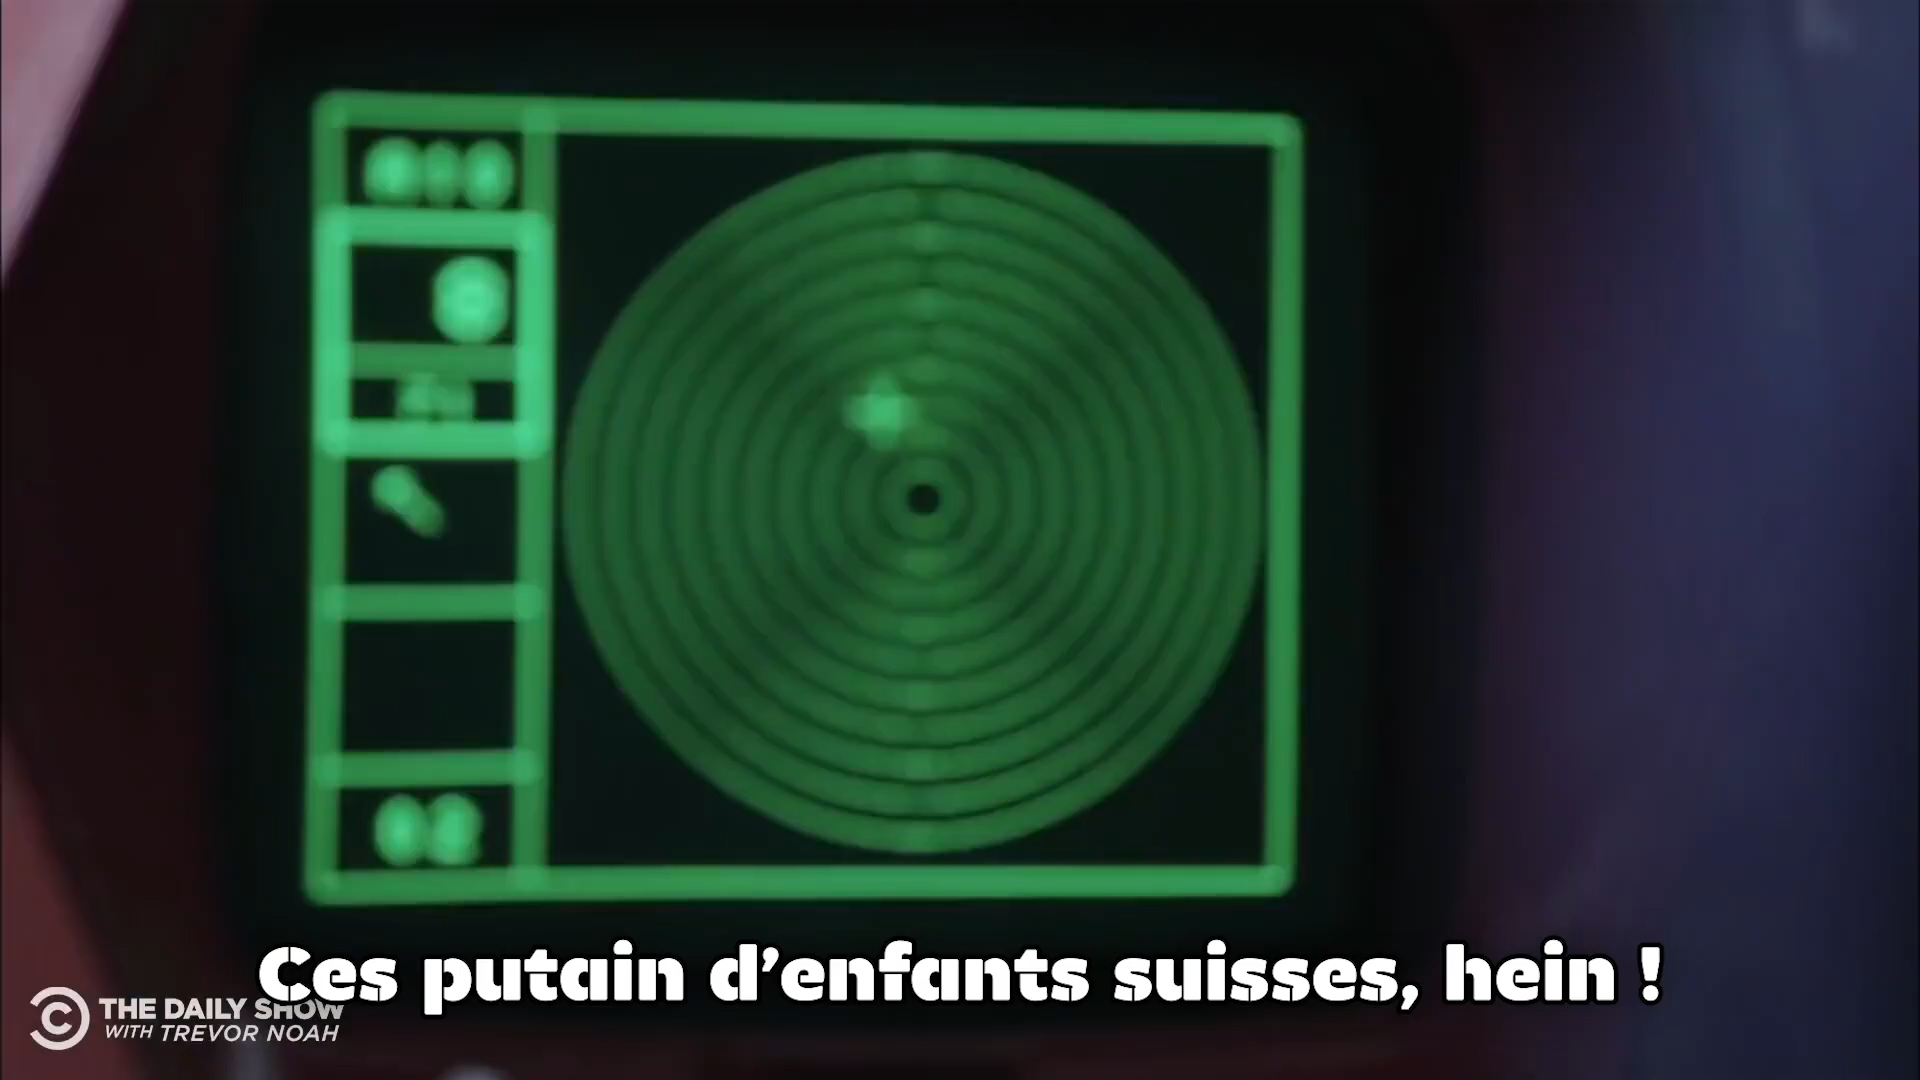 Ces putain d’enfants suisses, hein !
THE DAILY SHOW
WITH TREVOR NOAH